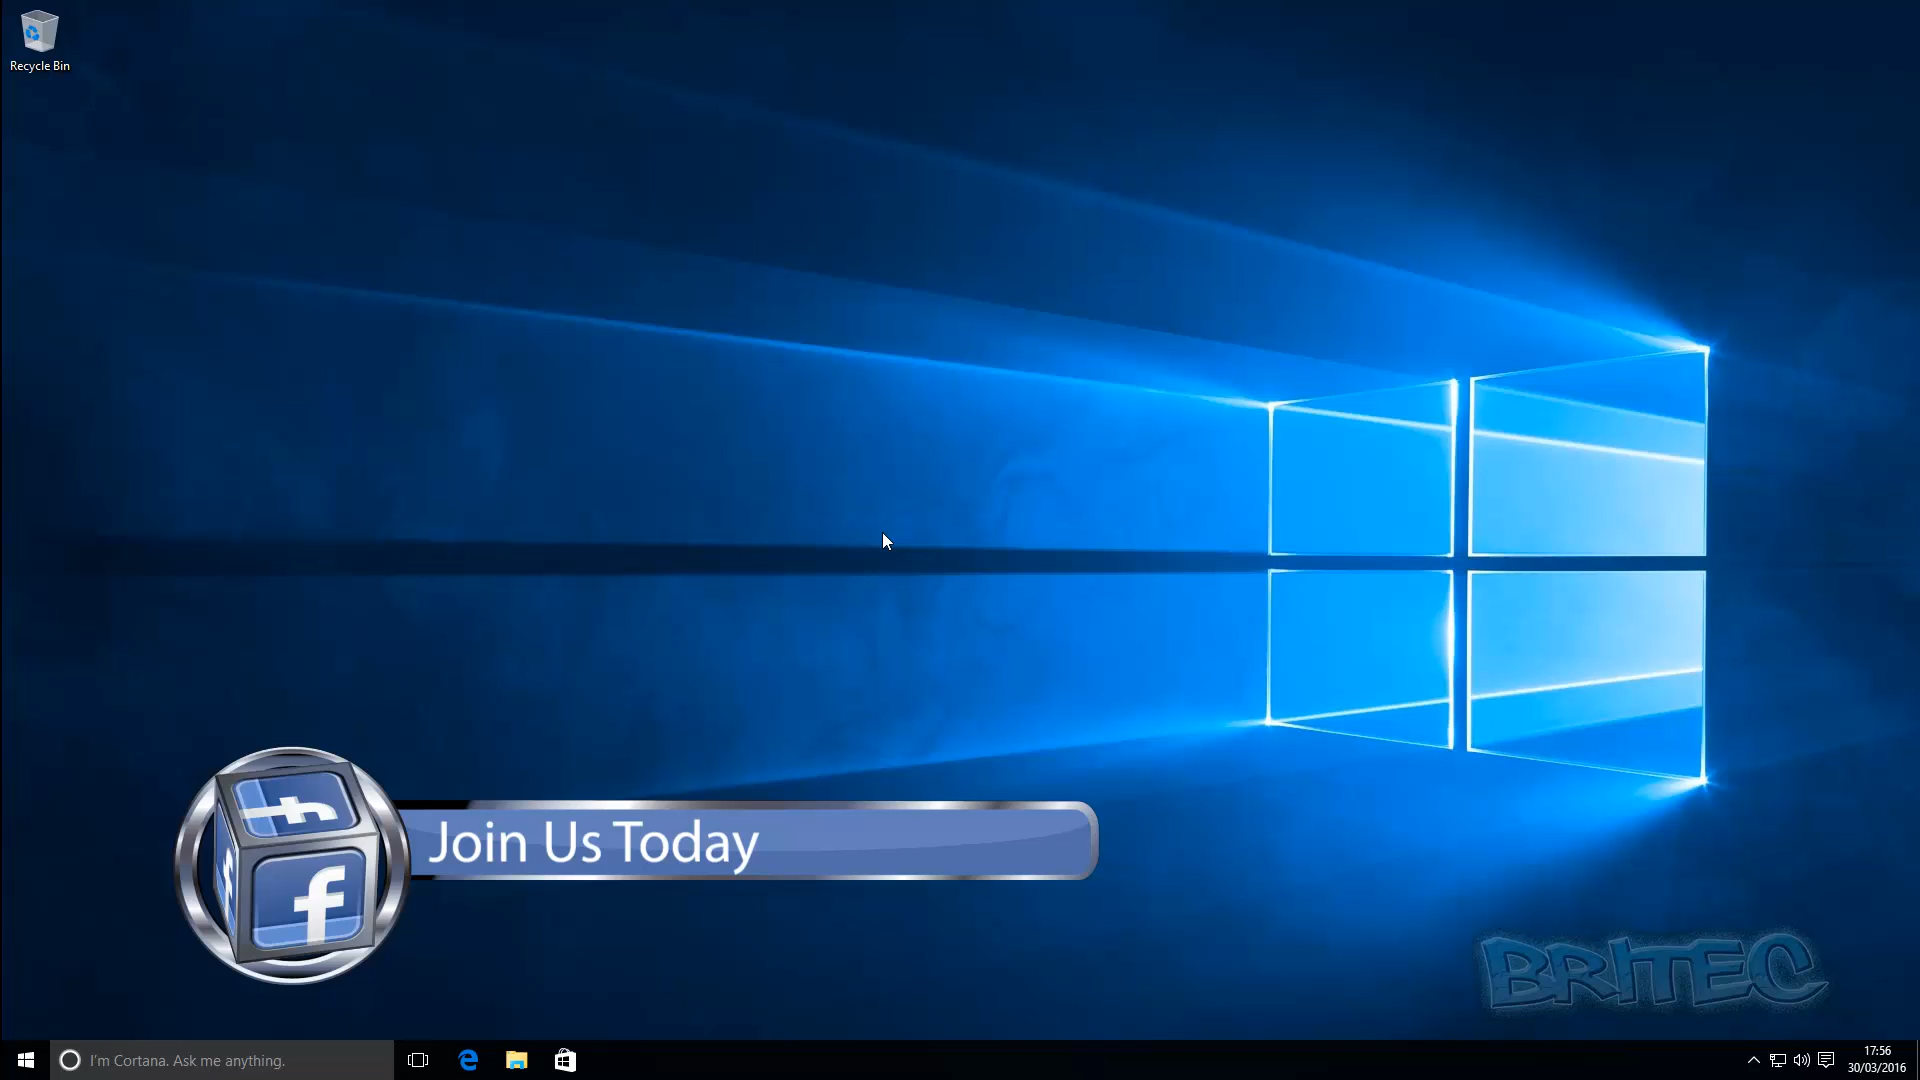 Recycle Bin
f
f
f
Join Us Today
BRITEC
I'm Cortana. Ask me anything.
17:56
30/03/2016